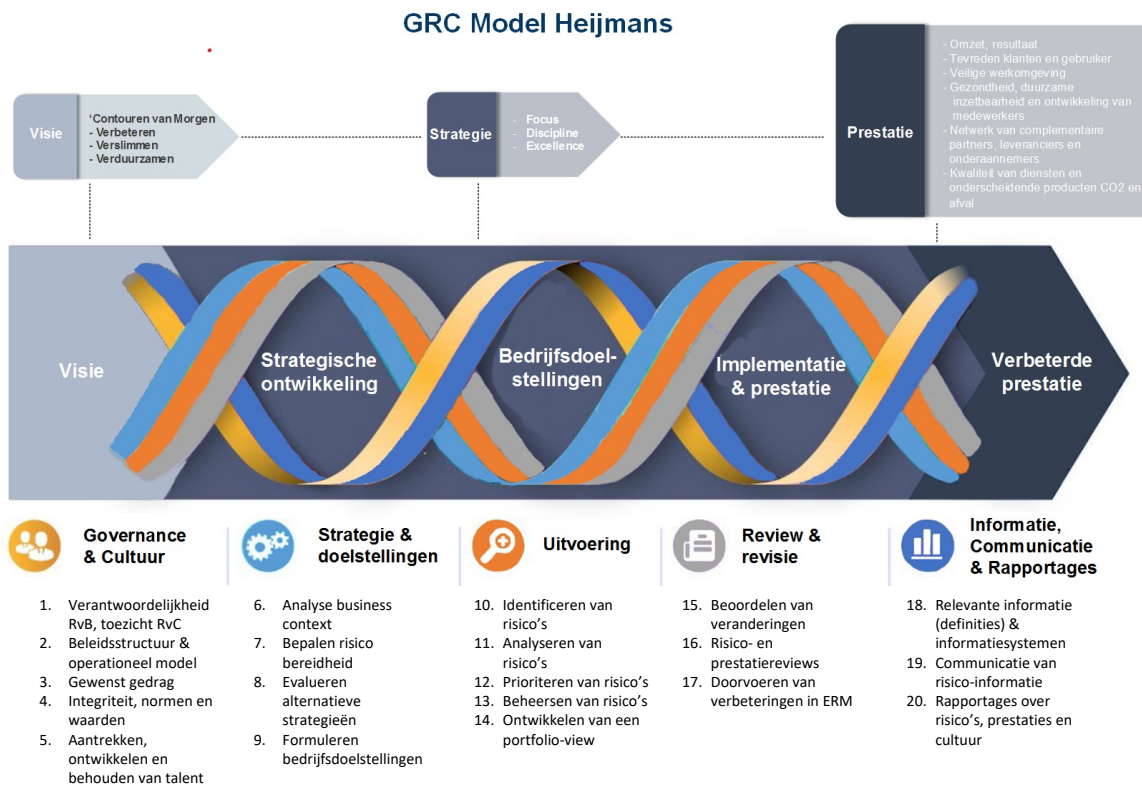 GRC Model Heijmans
Visie
‘Contouren van Morgen
- Verbeteren
- Verslimmen
- Verduurzamen
Strategie
- Focus
- Discipline
- Excellence
Prestatie
- Omzet, resultaat
- Tevreden klanten en gebruiker
- Veilige werkomgeving
- Gezondheid, duurzame
inzetbaarheid en ontwikkeling van
medewerkers
- Netwerk van complementaire
partners, leveranciers en
onderaannemers
- Kwaliteit van diensten en
onderscheidende producten CO2 en
afval
Visie
Strategische
ontwikkeling
Bedrijfsdoel-
stellingen
Implementatie
& prestatie
Verbeterde
prestatie
Governance
& Cultuur
1. Verantwoordelijkheid
RvB, toezicht RvC
2. Beleidsstructuur &
operationeel model
3. Gewenst gedrag
4. Integriteit, normen en
waarden
5. Aantrekken,
ontwikkelen en
behouden van talent
Strategie &
doelstellingen
6. Analyse business
context
7. Bepalen risico
bereidheid
8. Evalueren
alternatieve
strategieën
9. Formuleren
bedrijfsdoelstellingen
Uitvoering
10. Identificeren van
risico’s
11. Analyseren van
risico’s
12. Prioriteren van risico’s
13. Beheersen van risico’s
14. Ontwikkelen van een
portfolio-view
Review &
revisie
15. Beoordelen van
veranderingen
16. Risico- en
prestatiereviews
17. Doorvoeren van
verbeteringen in ERM
Informatie,
Communicatie
& Rapportages
18. Relevante informatie
(definities) &
informatiesystemen
19. Communicatie van
risico-informatie
20. Rapportages over
risico’s, prestaties en
cultuur